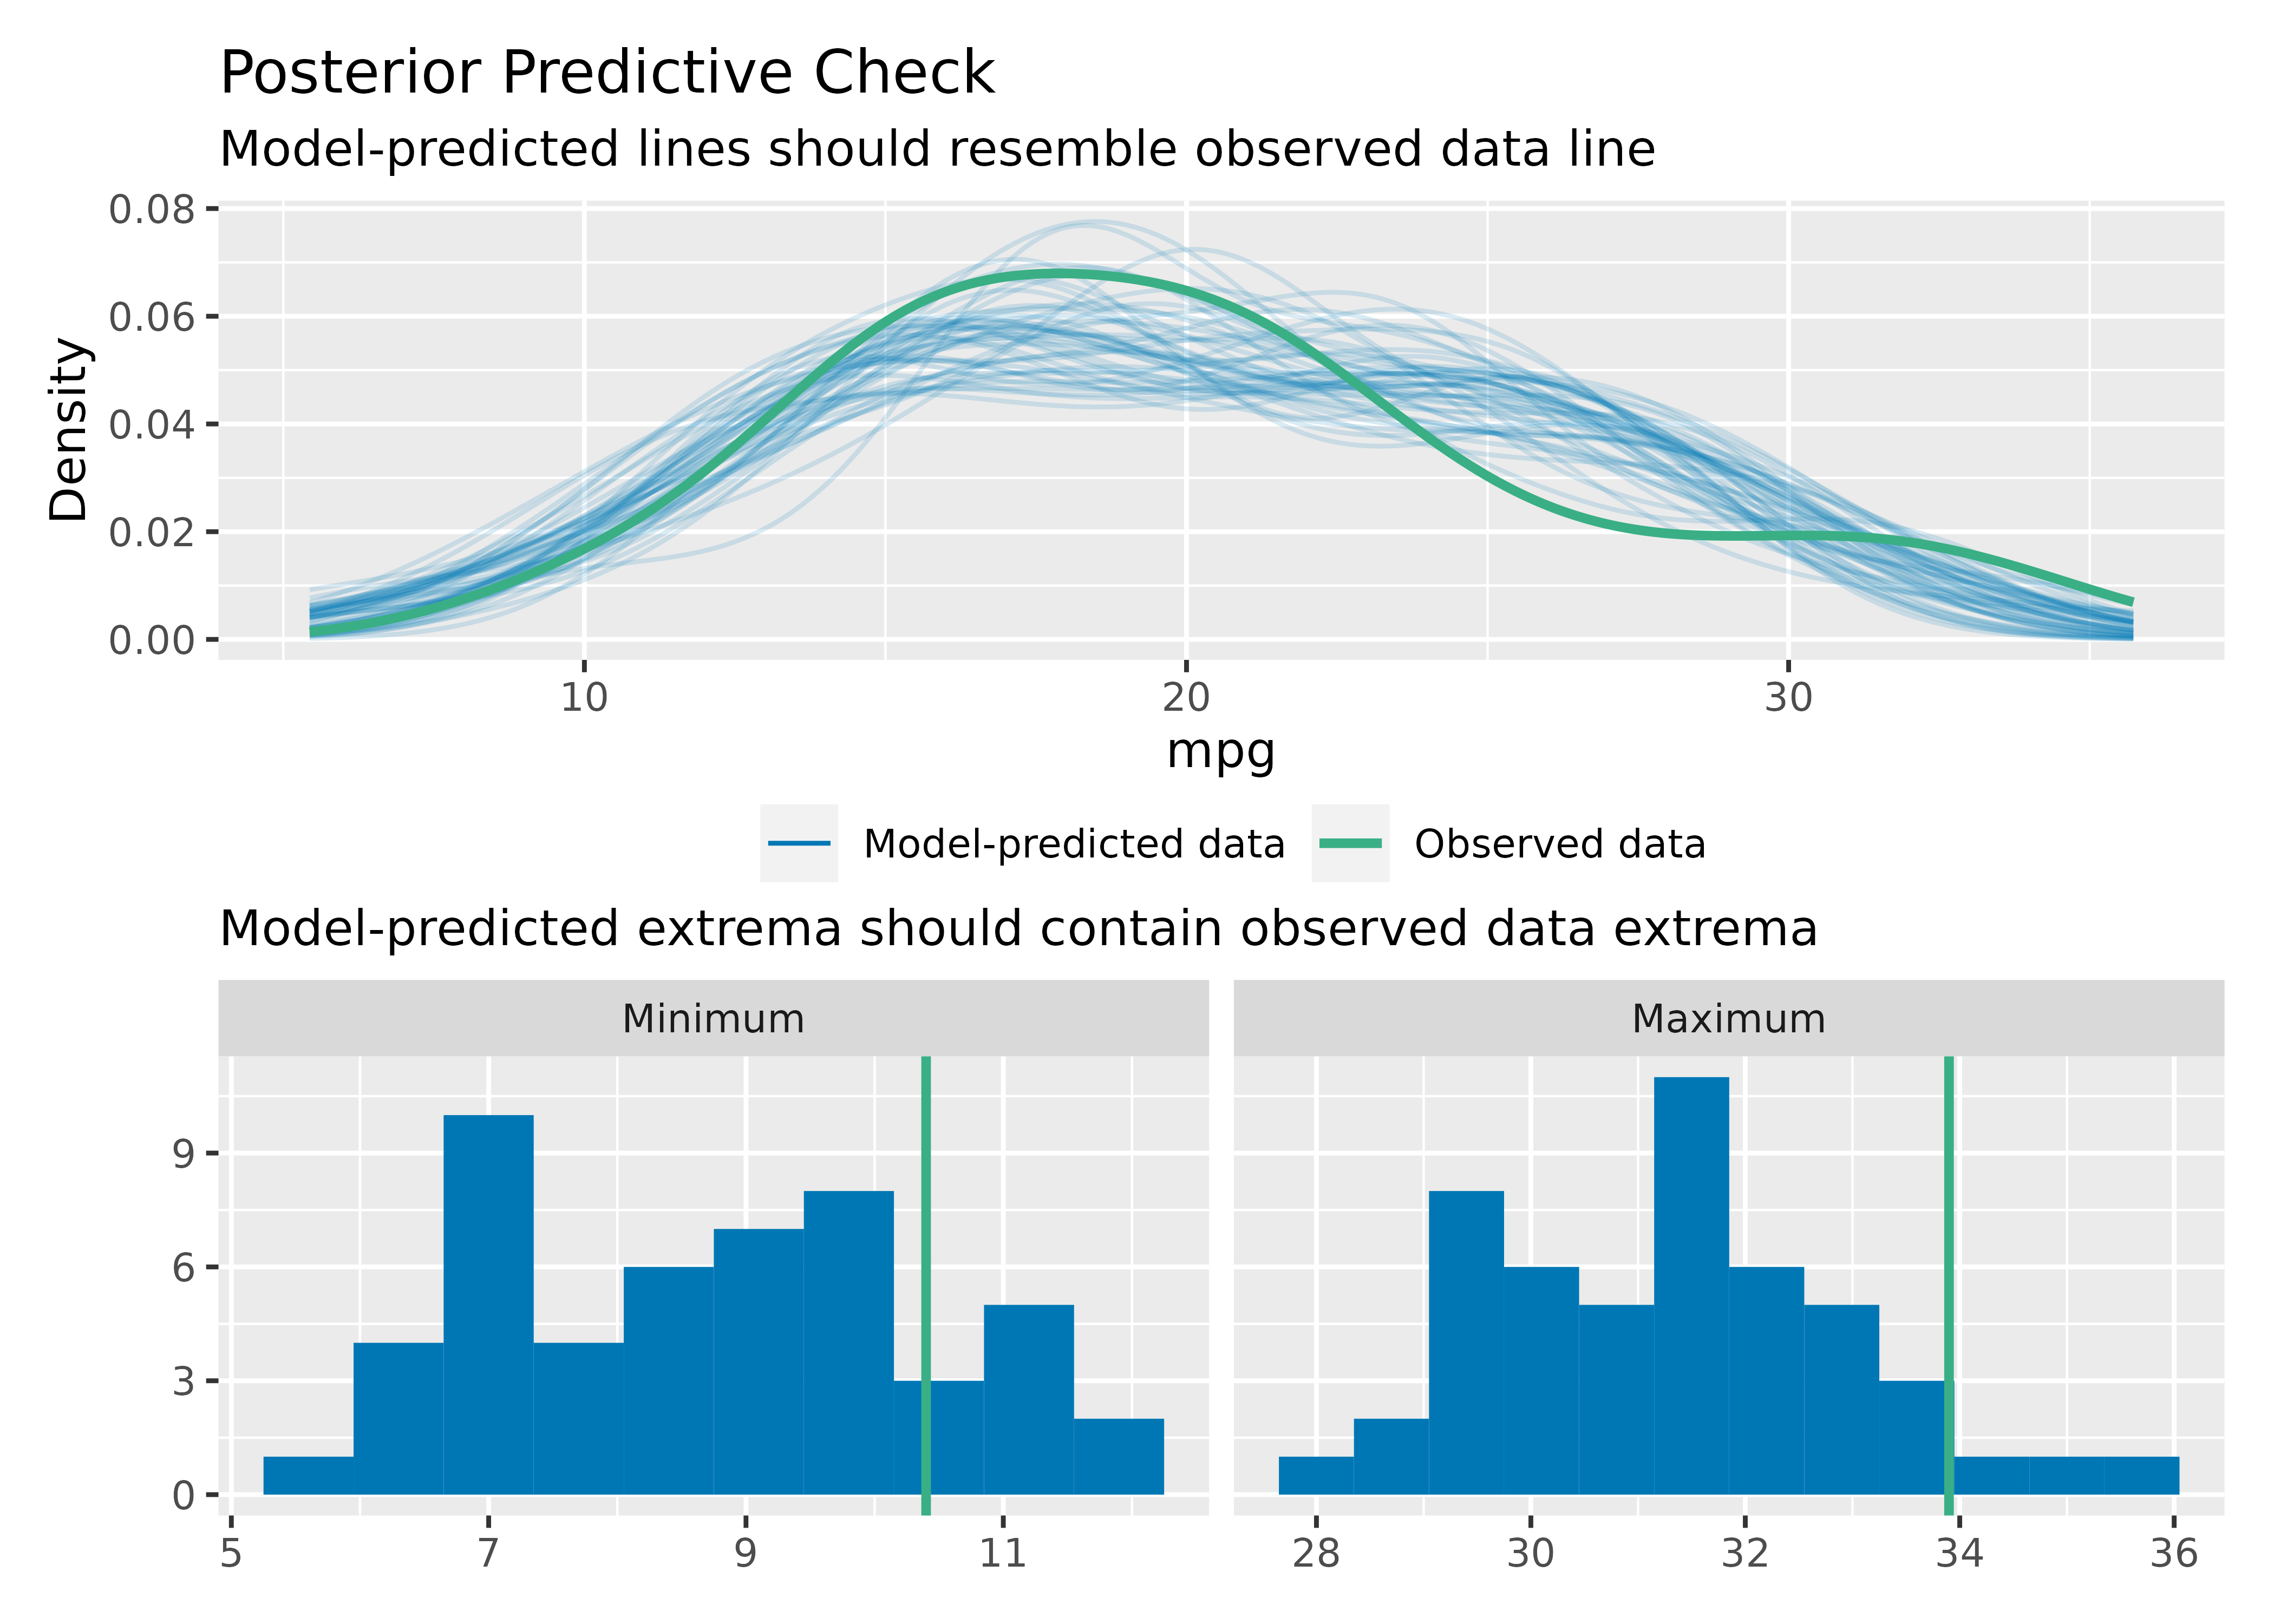 Posterior Predictive Check
Model-predicted lines should resemble observed data line
0.08
0.06
0.04
0.02
0.00
Density
10 20 30
mpg
Model-predicted data Observed data
Model-predicted extrema should contain observed data extrema
Minimum Maximum
9
6
3
0
5 7 9 11 28 30 32 34 36